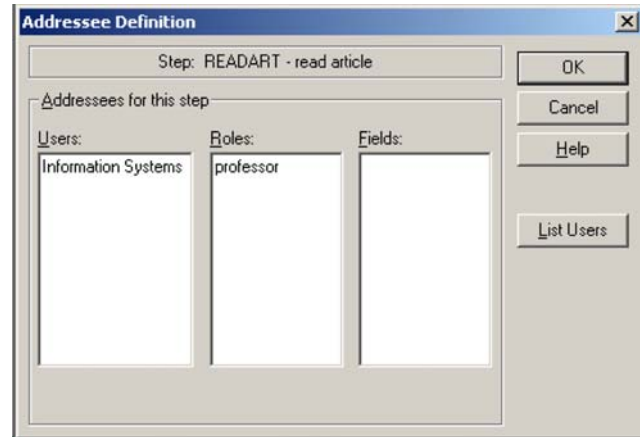 Addressee Definition
Step: READART - read article
OK
Addressees for this step
Cancel
Users:
Roles:
Fields:
Help
Information Systems
professor
List Users